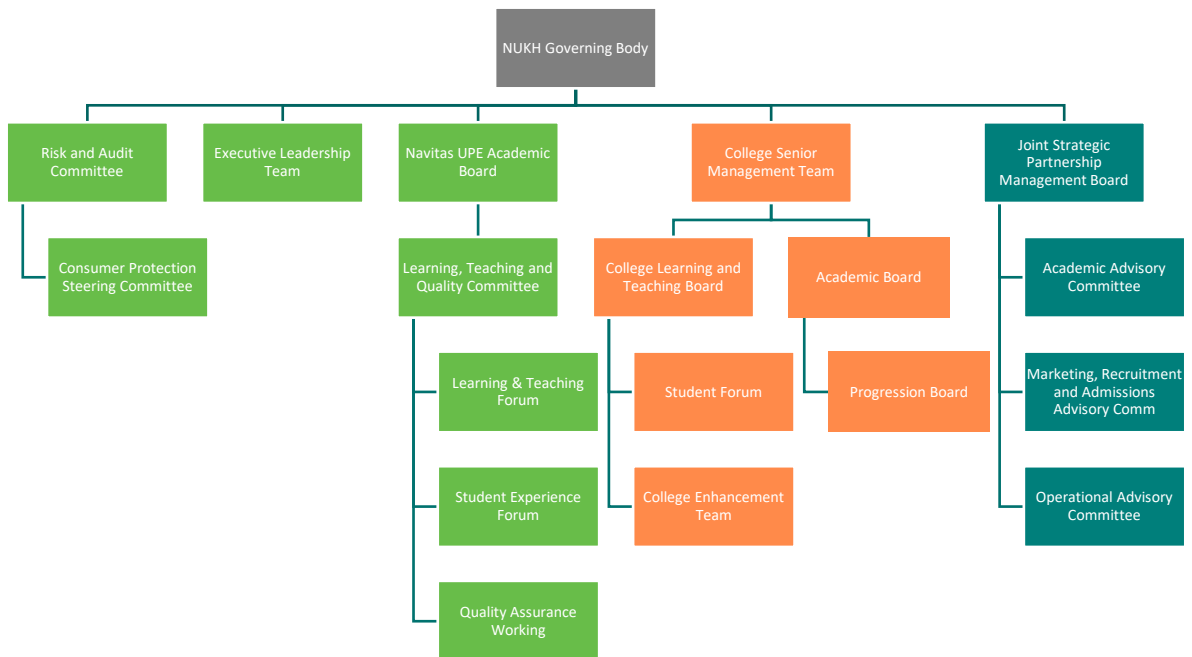 NUKH Governing Body
Risk and Audit
Committee
Executive Leadership
Team
Navitas UPE Academic
Board
College Senior
Management Team
Joint Strategic
Partnership
Management Board
Consumer Protection
Steering Committee
Learning, Teaching and
Quality Committee
College Learning and
Teaching Board
Academic Board
Academic Advisory
Committee
Learning & Teaching
Forum
Student Forum
Progression Board
Marketing, Recruitment
and Admissions
Advisory Comm
Student Experience
Forum
College Enhancement
Team
Operational Advisory
Committee
Quality Assurance
Working